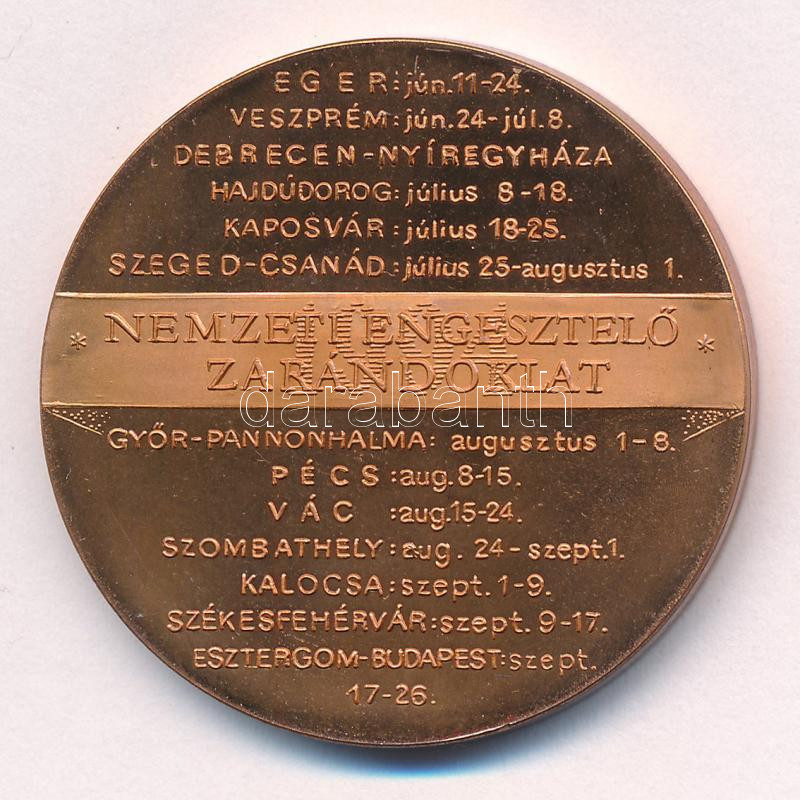 EGER: jún.11-24.
VESZPRÉM: jún.24-júl.8.
DEBRECEN-NYÍREGYHÁZA
HAJDÚDOROG: július 8-18.
KAPOSVÁR: július 18-25.
SZEGED-CSANÁD: július 25-augusztus 1.
* NEMZETI ENGESZTELŐ *
ZARÁNDOKLAT
darabanth
GYŐR-PANNONHALMA: augusztus 1-8.
PÉCS: aug.8-15.
VÁC: aug.15-24.
SZOMBATHELY: aug. 24-szept.1.
KALOCSA: szept. 1-9.
SZÉKESFEHÉRVÁR: szept. 9-17.
ESZTERGOM-BUDAPEST: szept.
17-26.